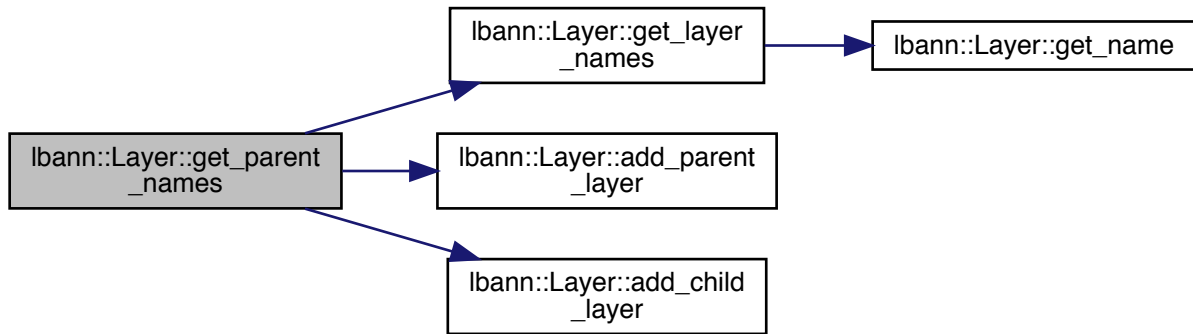 lbann::Layer::get_parent
_names
lbann::Layer::get_layer
_names
lbann::Layer::get_name
lbann::Layer::add_parent
_layer
lbann::Layer::add_child
_layer